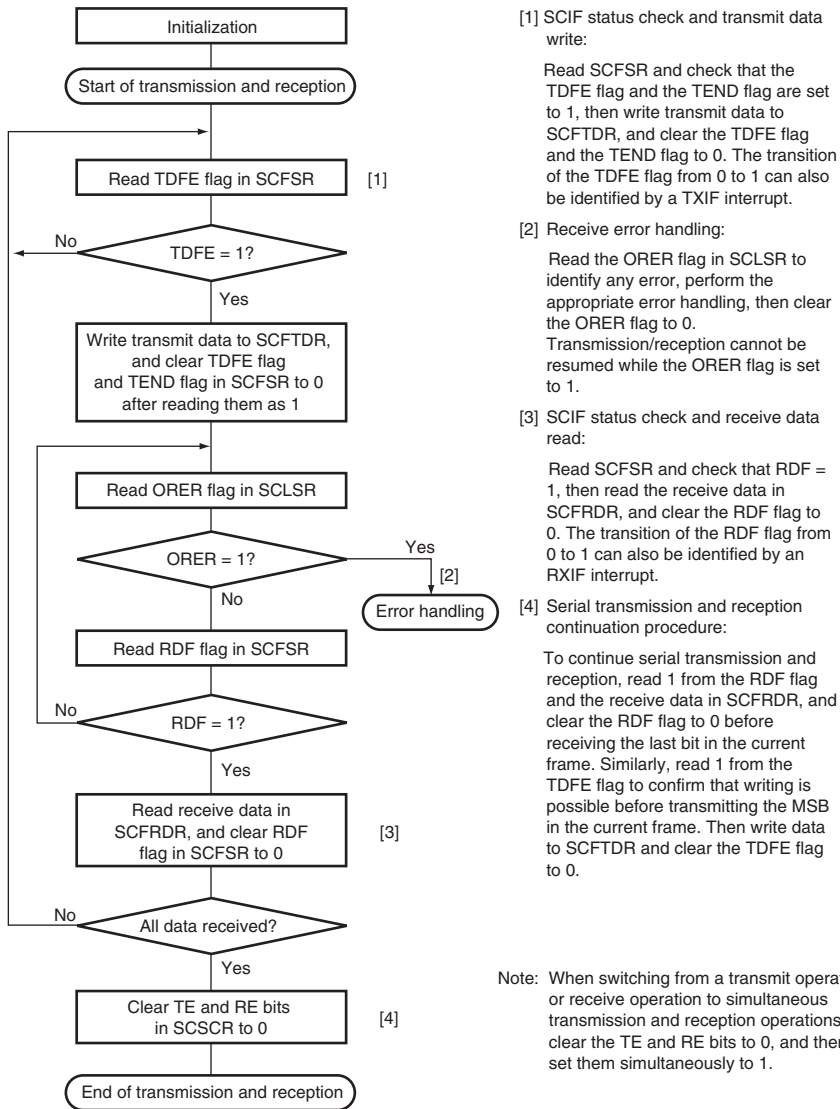 Initialization
Start of transmission and reception
Read TDFE flag in SCFSR
[1]
No
TDFE = 1?
Yes
Write transmit data to SCFTDR,
and clear TDFE flag
and TEND flag in SCFSR to 0
after reading them as 1
Read ORER flag in SCLSR
ORER = 1?
Yes
[2]
Error handling
No
Read RDF flag in SCFSR
No
RDF = 1?
Yes
Read receive data in
SCFRDR, and clear RDF
flag in SCFSR to 0
[3]
No
All data received?
Yes
Clear TE and RE bits
in SCSCR to 0
[4]
End of transmission and reception
[1] SCIF status check and transmit data
write:
Read SCFSR and check that the
TDFE flag and the TEND flag are set
to 1, then write transmit data to
SCFTDR, and clear the TDFE flag
and the TEND flag to 0. The transition
of the TDFE flag from 0 to 1 can also
be identified by a TXIF interrupt.
[2] Receive error handling:
Read the ORER flag in SCLSR to
identify any error, perform the
appropriate error handling, then clear
the ORER flag to 0.
Transmission/reception cannot be
resumed while the ORER flag is set
to 1.
[3] SCIF status check and receive data
read:
Read SCFSR and check that RDF =
1, then read the receive data in
SCFRDR, and clear the RDF flag to
0. The transition of the RDF flag from
0 to 1 can also be identified by an
RXIF interrupt.
[4] Serial transmission and reception
continuation procedure:
To continue serial transmission and
reception, read 1 from the RDF flag
and the receive data in SCFRDR, and
clear the RDF flag to 0 before
receiving the last bit in the current
frame. Similarly, read 1 from the
TDFE flag to confirm that writing is
possible before transmitting the MSB
in the current frame. Then write data
to SCFTDR and clear the TDFE flag
to 0.
Note: When switching from a transmit
or receive operation to simultaneous
transmission and reception operations
clear the TE and RE bits to 0, and
set them simultaneously to 1.